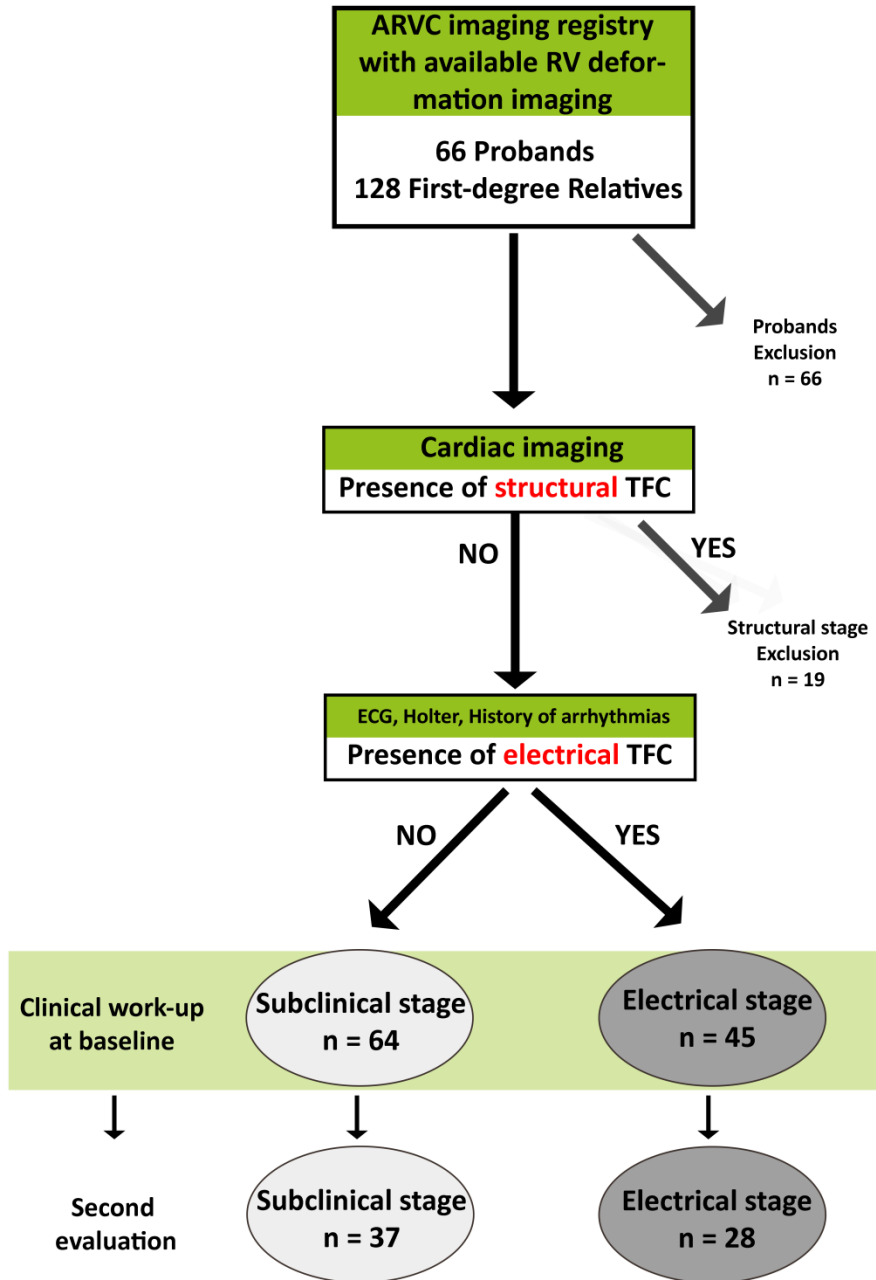 ARVC imaging registry
with available RV defor-
mation imaging
66 Probands
128 First-degree Relatives
Probands
Exclusion
n = 66
Cardiac imaging
Presence of structural TFC
NO
YES
Structural stage
Exclusion
n = 19
ECG, Holter, History of arrhythmias
Presence of electrical TFC
NO
YES
Clinical work-up
at baseline
Subclinical stage
n = 64
Electrical stage
n = 45
Second
evaluation
Subclinical stage
n = 37
Electrical stage
n = 28